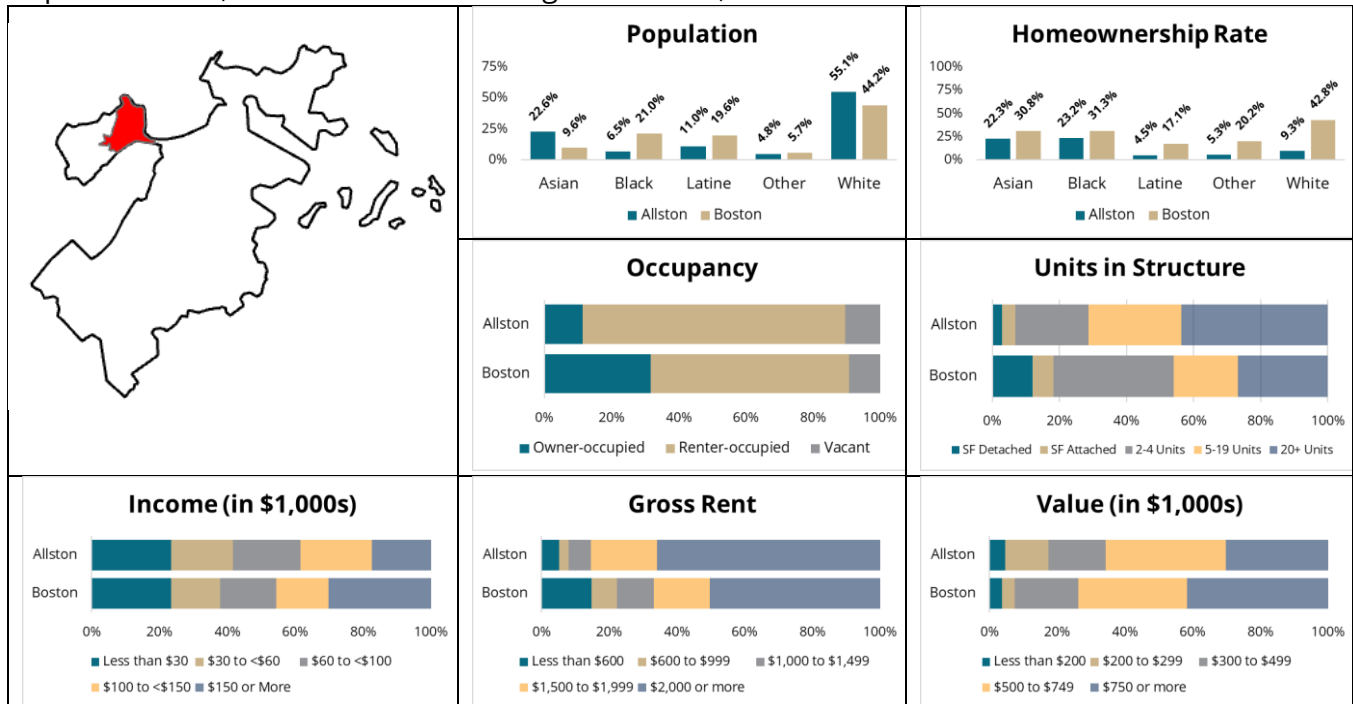 Population
75%
50%
25%
0%
22.6%
9.6%
6.5%
21.0%
11.0%
19.6%
4.8%
5.7%
55.1%
44.2%
Asian Black Latine Other White
Allston Boston
Homeownership Rate
100%
75%
50%
25%
0%
22.3%
30.8%
23.2%
31.3%
4.5%
17.1%
5.3%
20.2%
9.3%
42.8%
Asian Black Latine Other White
Allston Boston
Occupancy
Allston
Boston
0% 20% 40% 60% 80% 100%
Owner-occupied Renter-occupied Vacant
Units in Structure
Allston
Boston
0% 20% 40% 60% 80% 100%
SF Detached SF Attached 2-4 Units 5-19 Units 20+ Units
Income (in $1,000s)
Allston
Boston
0% 20% 40% 60% 80% 100%
Less than $30 $30 to <$60 $60 to <$100
$100 to <$150 $150 or More
Gross Rent
Allston
Boston
0% 20% 40% 60% 80% 100%
Less than $600 $600 to $999 $1,000 to $1,499
$1,500 to $1,999 $2,000 or more
Value (in $1,000s)
Allston
Boston
0% 20% 40% 60% 80% 100%
Less than $200 $200 to $299 $300 to $499
$500 to $749 $750 or more